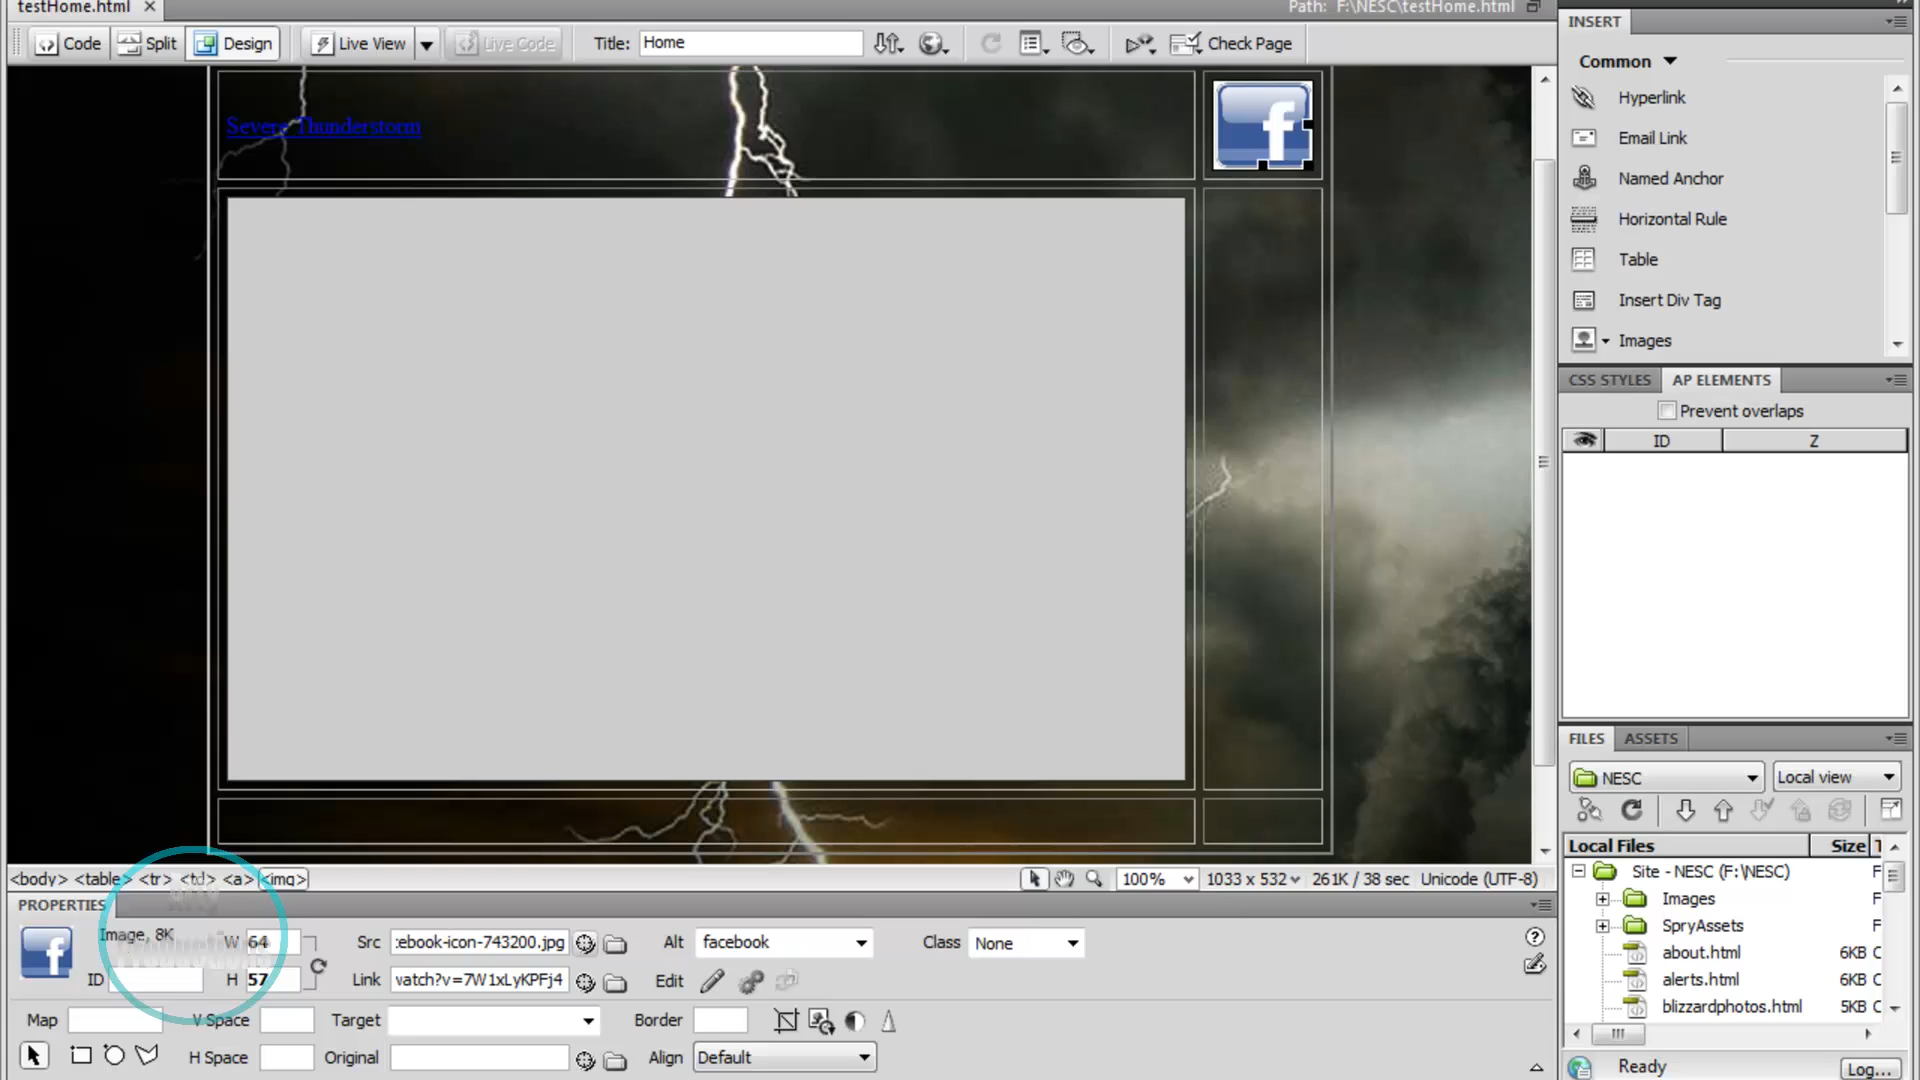 testHome.html
Path: F:\NESC\testHome.html
Code Split Design Live View Live Code Title: Home Check Page
Severe Thunderstorm
INSERT
Common
Hyperlink
Email Link
Named Anchor
Horizontal Rule
Table
Insert Div Tag
Images
CSS STYLES AP ELEMENTS
Prevent overlaps
ID Z
FILES ASSETS
NESC Local view
Local Files Size T
Site - NESC (F:\NESC) F
Images F
SpryAssets F
about.html 6KB C
alerts.html 6KB C
blizzardphotos.html 5KB C
Ready Log...
<body> <table> <tr> <td> <a> <img>
100% 1033 x 532 261K / 38 sec Unicode (UTF-8)
PROPERTIES
Image, 8K W 64 Src :ebook-icon-743200.jpg Alt facebook Class None
ID H 57 Link vatch?v=7W1xLyKPFj4 Edit
Map V Space Target Border
H Space Original Align Default